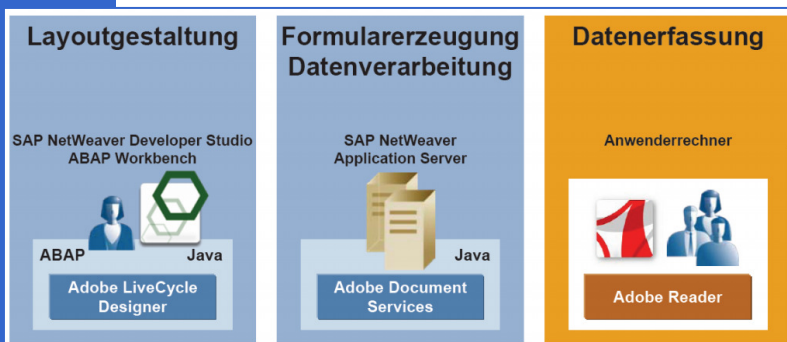 Layoutgestaltung
SAP NetWeaver Developer Studio
ABAP Workbench
ABAP
Java
Adobe LiveCycle
Designer
Formularerzeugung
Datenverarbeitung
SAP NetWeaver
Application Server
Java
Adobe Document
Services
Datenerfassung
Anwenderrechner
Adobe Reader